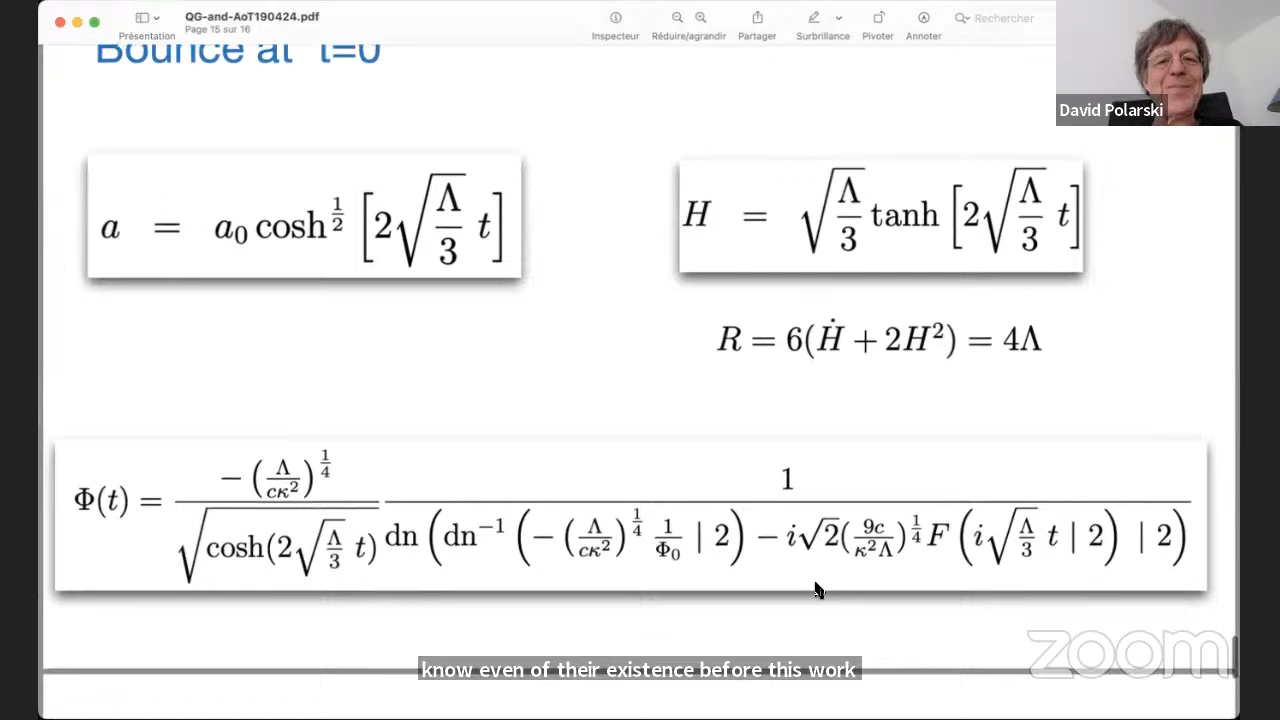 QG-and-AoT190424.pdf
Page 15 sur 16
Présentation
Inspecteur
Réduire/agrandir
Partager
Surbrillance
Pivoter
Annoter
Rechercher
David Polarski
Bounce at t=0
a = a₀ cosh^{1/2} [2√(Λ/3) t]
H = √(Λ/3) tanh [2√(Λ/3) t]
R = 6(Ḣ + 2H²) = 4Λ
Φ(t) = \frac{-(Λ/(cκ²))^{1/4}}{√(cosh(2√(Λ/3) t))} \frac{1}{dn(dn⁻¹(−(Λ/(cκ²))^{1/4} 1/Φ₀ | 2) − i√2(9c/(κ²Λ))^{1/4} F(i√(Λ/3) t | 2) | 2)}
zoom
know even of their existence before this work